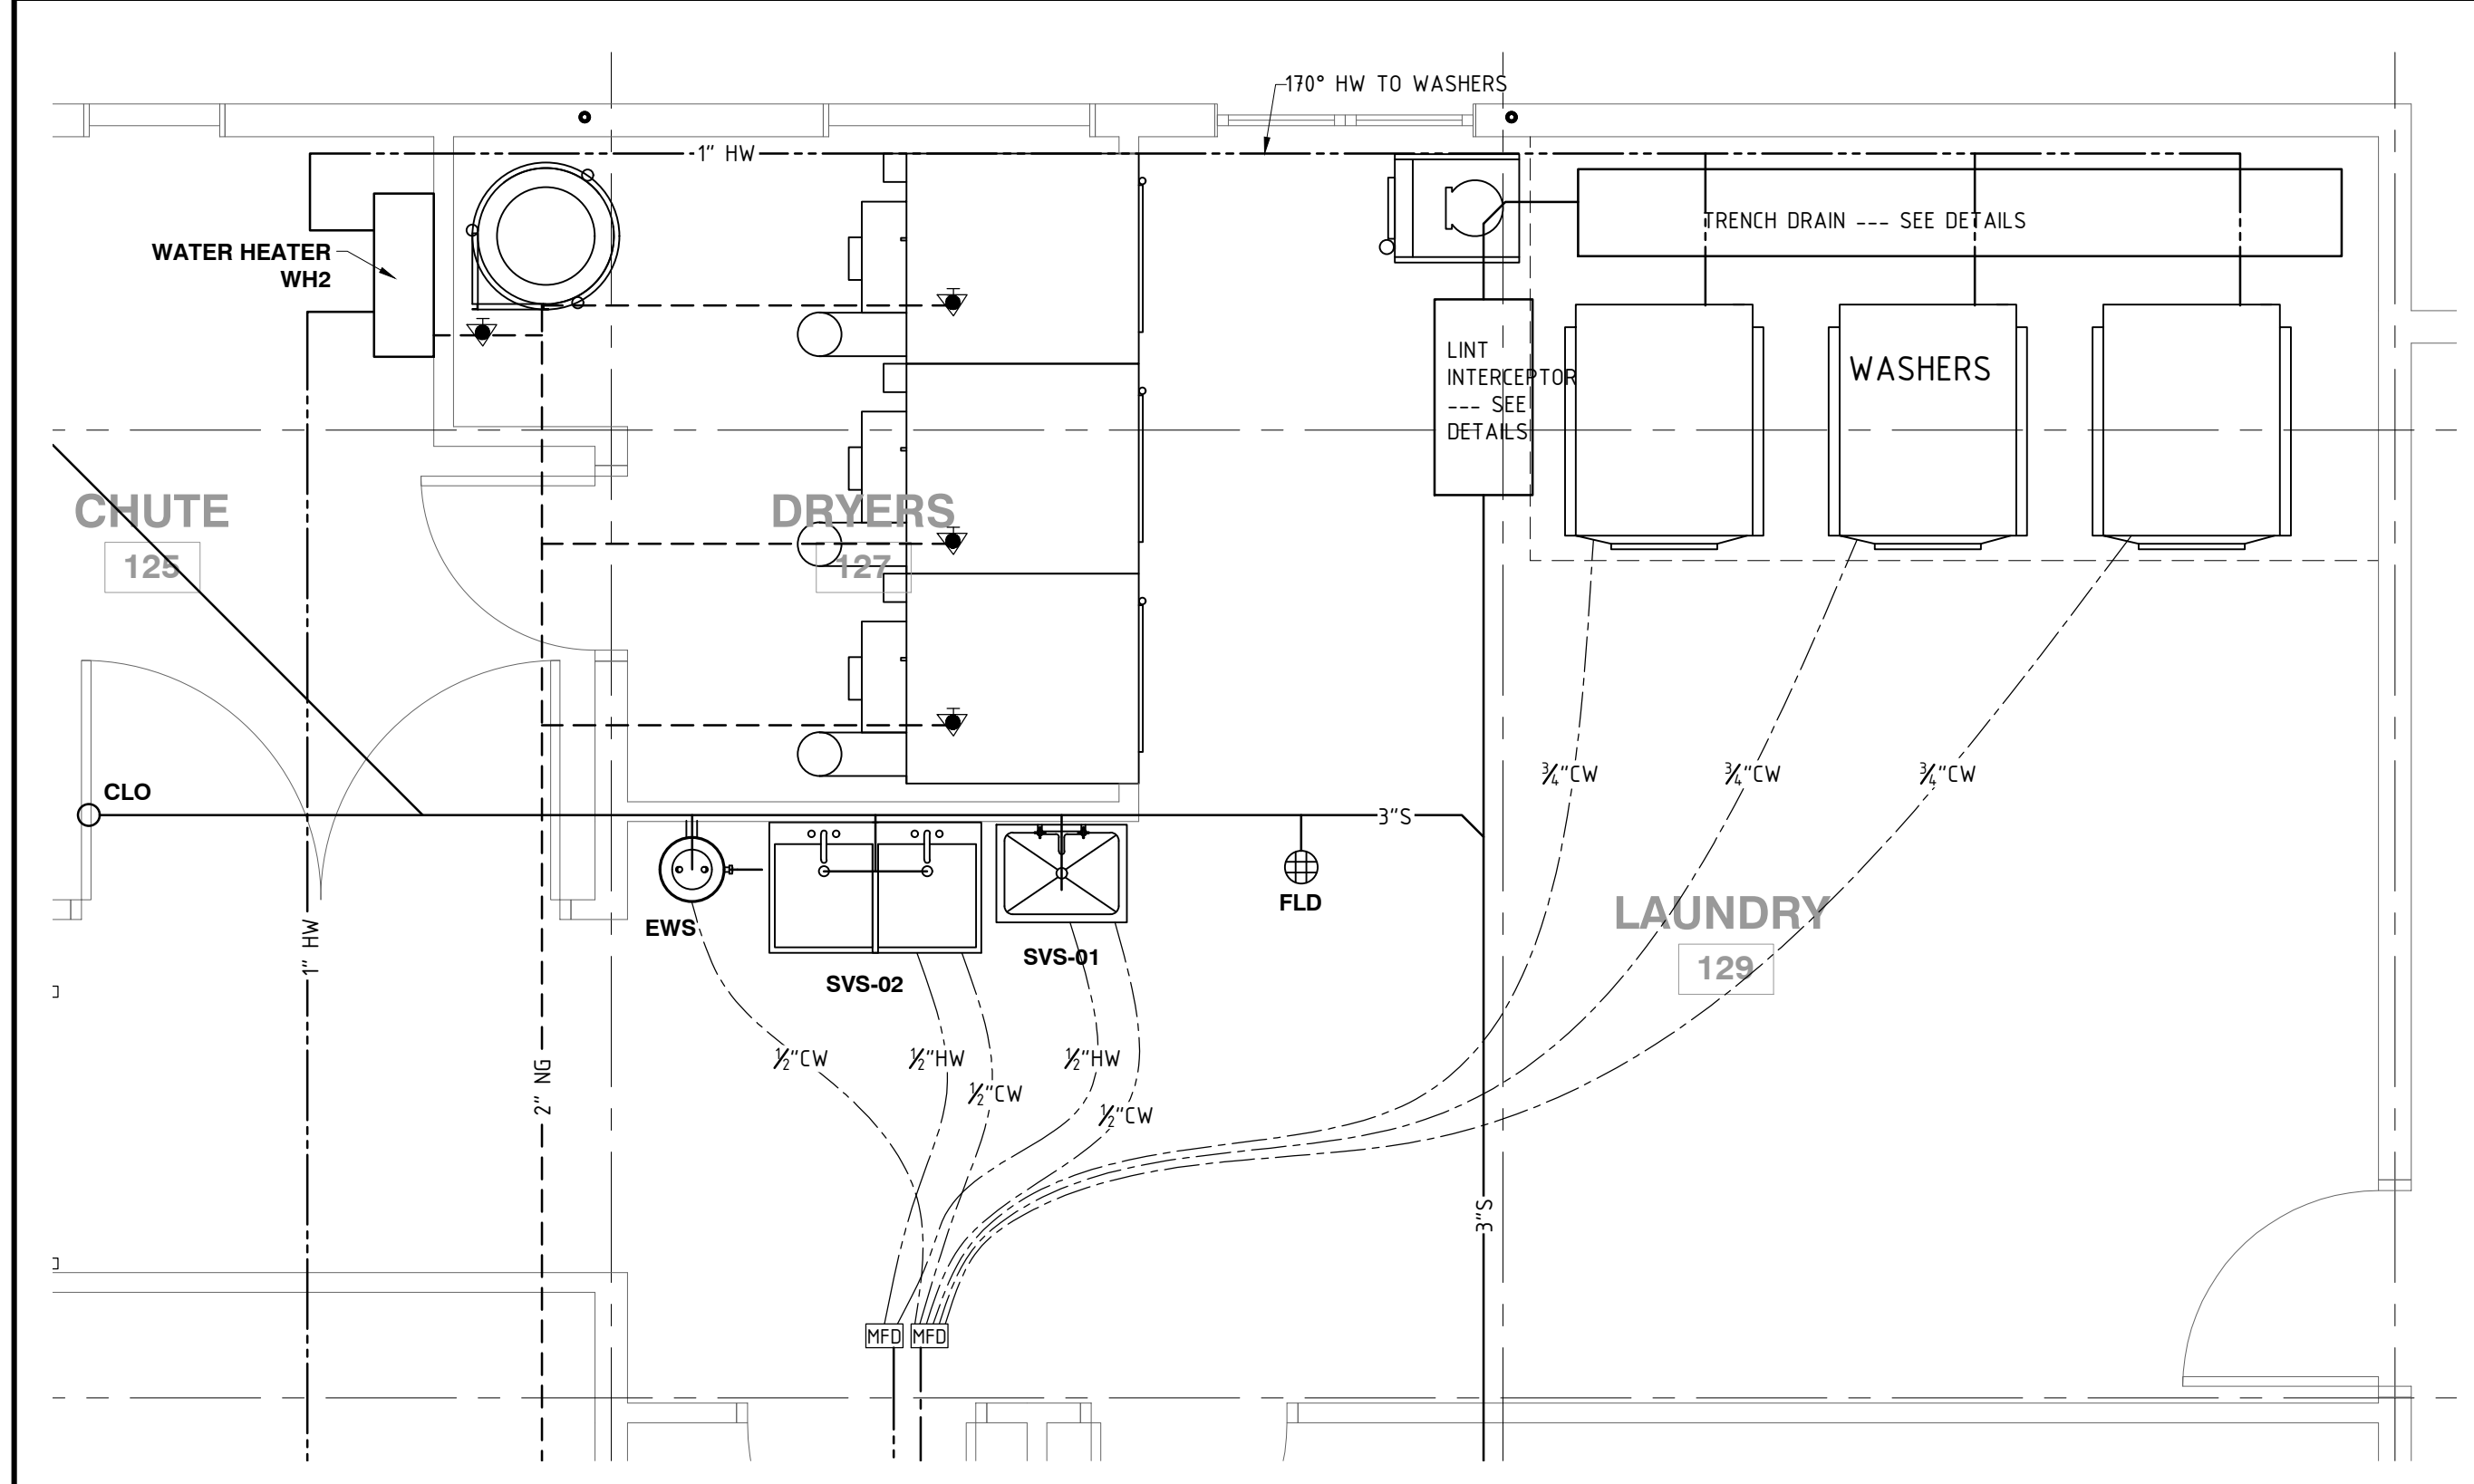 170° HW TO WASHERS
1" HW
WATER HEATER
WH2
TRENCH DRAIN --- SEE DETAILS
LINT
INTERCEPTOR
--- SEE
DETAILS
WASHERS
CHUTE
125
DRYERS
127
CLO
3"S
¾"CW
¾"CW
¾"CW
EWS
SVS-02
SVS-01
FLD
LAUNDRY
129
1" HW
2" NG
½"CW
½"HW
½"CW
½"HW
½"CW
3"S
MFD
MFD